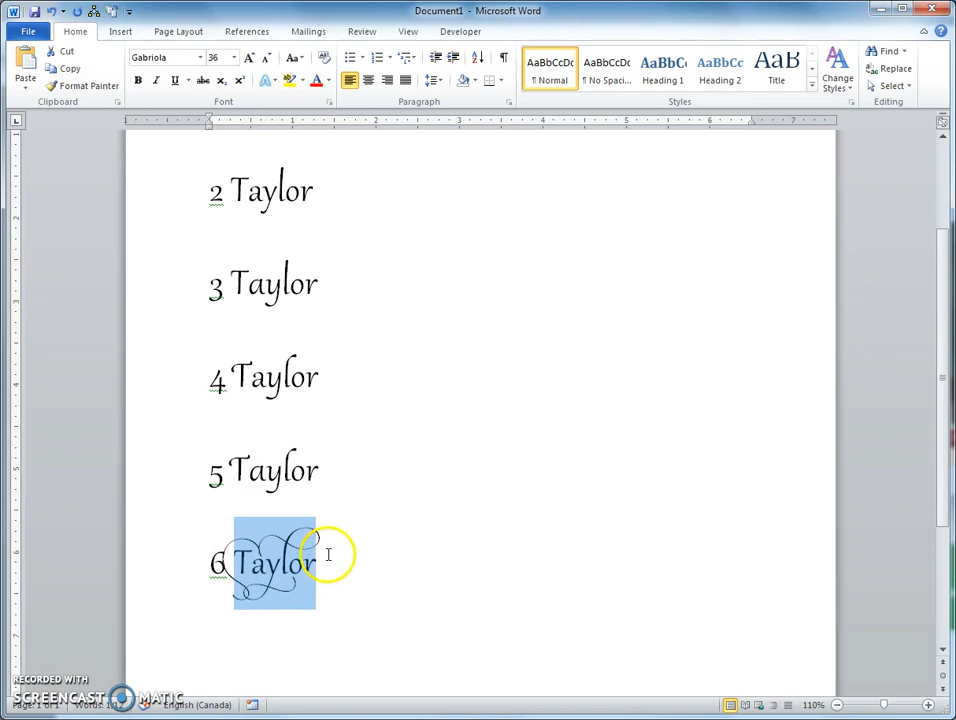 Document1 - Microsoft Word
File Home Insert Page Layout References Mailings Review View Developer
Paste
Cut
Copy
Format Painter
Clipboard
Gabriola 36
Font
Paragraph
AaBbCcDc AaBbCcDc AaBbC AaBbCc AaB
¶ Normal ¶ No Spaci... Heading 1 Heading 2 Title
Change
Styles
Styles
Find
Replace
Select
Editing
2 Taylor
3 Taylor
4 Taylor
5 Taylor
6 Taylor
RECORDED WITH
SCREENCAST MATIC
English (Canada)
110%